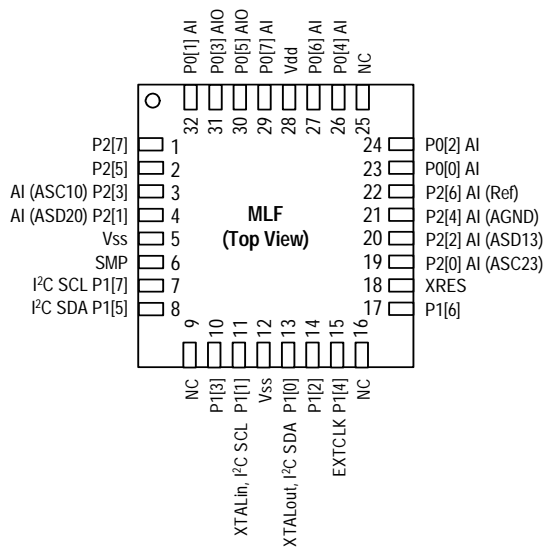 P0[1] AI
P0[3] AIO
P0[5] AIO
P0[7] AI
Vdd
P0[6] AI
P0[4] AI
NC
32
31
30
29
28
27
26
25
P2[7] 1
P2[5] 2
AI (ASC10) P2[3] 3
AI (ASD20) P2[1] 4
Vss 5
SMP 6
I²C SCL P1[7] 7
I²C SDA P1[5] 8
MLF
(Top View)
24 P0[2] AI
23 P0[0] AI
22 P2[6] AI (Ref)
21 P2[4] AI (AGND)
20 P2[2] AI (ASD13)
19 P2[0] AI (ASC23)
18 XRES
17 P1[6]
9
10
11
12
13
14
15
16
NC
P1[3]
XTALin, I²C SCL P1[1]
Vss
XTALout, I²C SDA P1[0]
P1[2]
EXTCLK P1[4]
NC